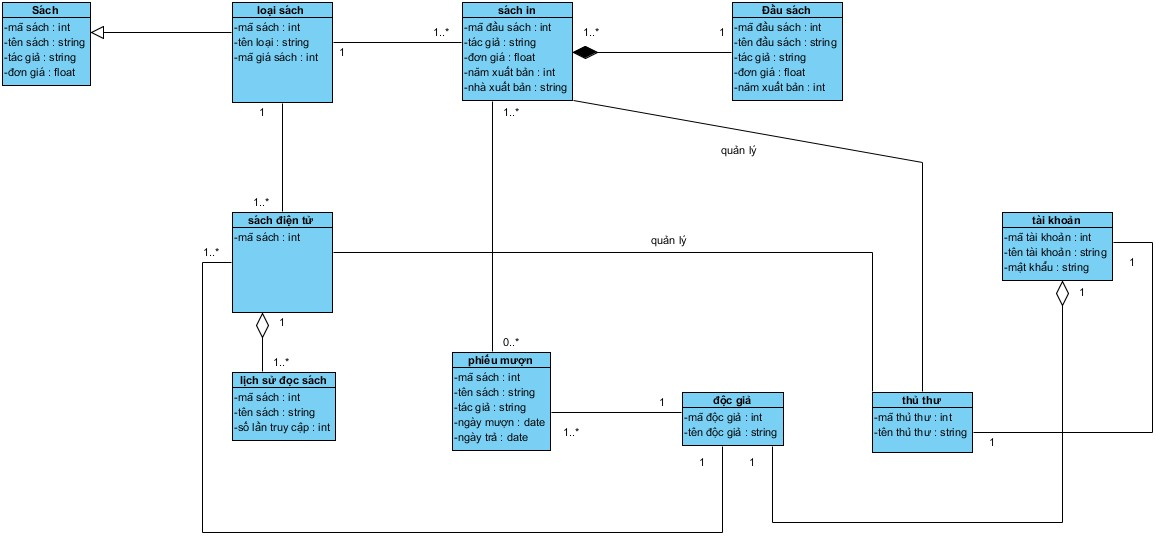 Sách
-mã sách : int
-tên sách : string
-tác giả : string
-đơn giá : float
loại sách
-mã sách : int
-tên loại : string
-mã giá sách : int
sách in
-mã đầu sách : int
-tác giả : string
-đơn giá : float
-năm xuất bản : int
-nhà xuất bản : string
Đầu sách
-mã đầu sách : int
-tên đầu sách : string
-tác giả : string
-đơn giá : float
-năm xuất bản : int
1
1..*
1..*
1
1
1..*
1..*
quản lý
sách điện tử
-mã sách : int
quản lý
1..*
tài khoản
-mã tài khoản : int
-tên tài khoản : string
-mật khẩu : string
1
1
1
1..*
0..*
lịch sử đọc sách
-mã sách : int
-tên sách : string
-số lần truy cập : int
phiếu mượn
-mã sách : int
-tên sách : string
-tác giả : string
-ngày mượn : date
-ngày trả : date
1
1..*
độc giả
-mã độc giả : int
-tên độc giả : string
thủ thư
-mã thủ thư : int
-tên thủ thư : string
1
1
1